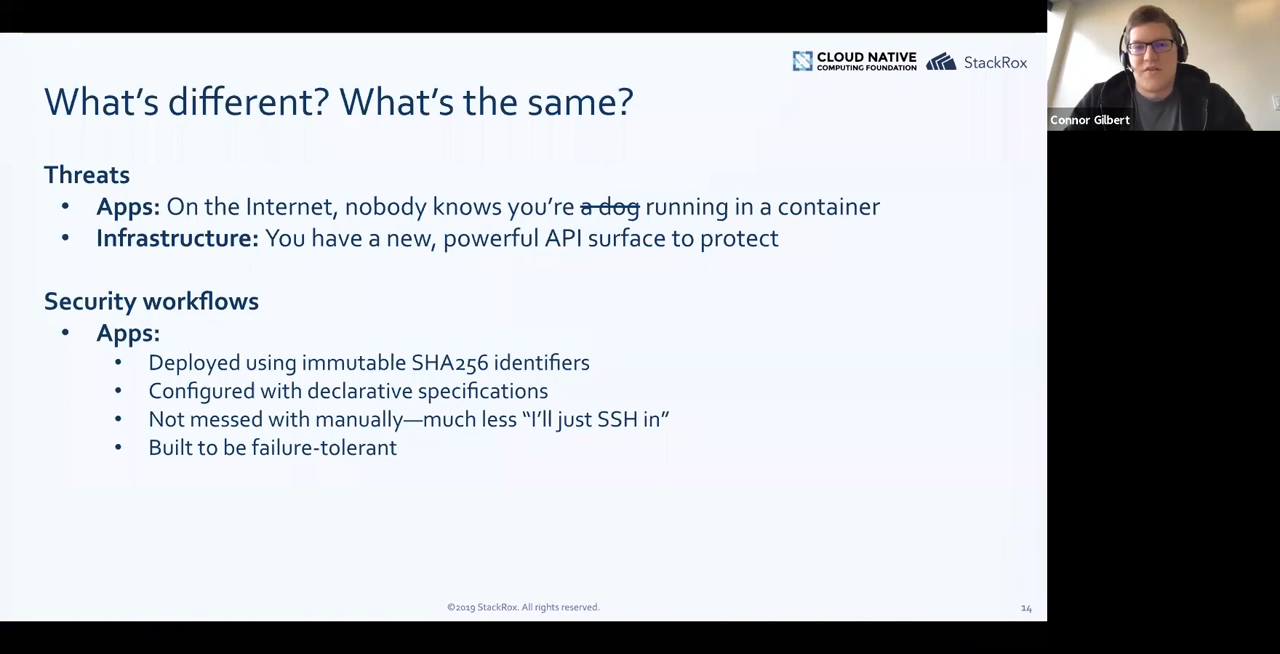 CLOUD NATIVE
COMPUTING FOUNDATION
StackRox
Connor Gilbert
What's different? What's the same?
Threats
• Apps: On the Internet, nobody knows you're a dog running in a container
• Infrastructure: You have a new, powerful API surface to protect
Security workflows
• Apps:
• Deployed using immutable SHA256 identifiers
• Configured with declarative specifications
• Not messed with manually—much less “I'll just SSH in”
• Built to be failure-tolerant
©2019 StackRox. All rights reserved.
14